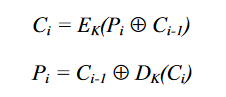 Cᵢ = E_K(Pᵢ ⊕ Cᵢ₋₁)
Pᵢ = Cᵢ₋₁ ⊕ D_K(Cᵢ)